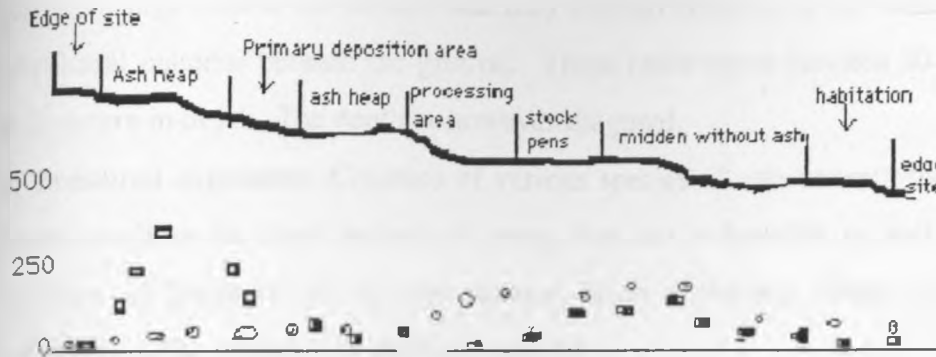 Edge of site
Primary deposition area
Ash heap
ash heap
processing
area
stock
pens
habitation
midden without ash
edge
site
500
250
0